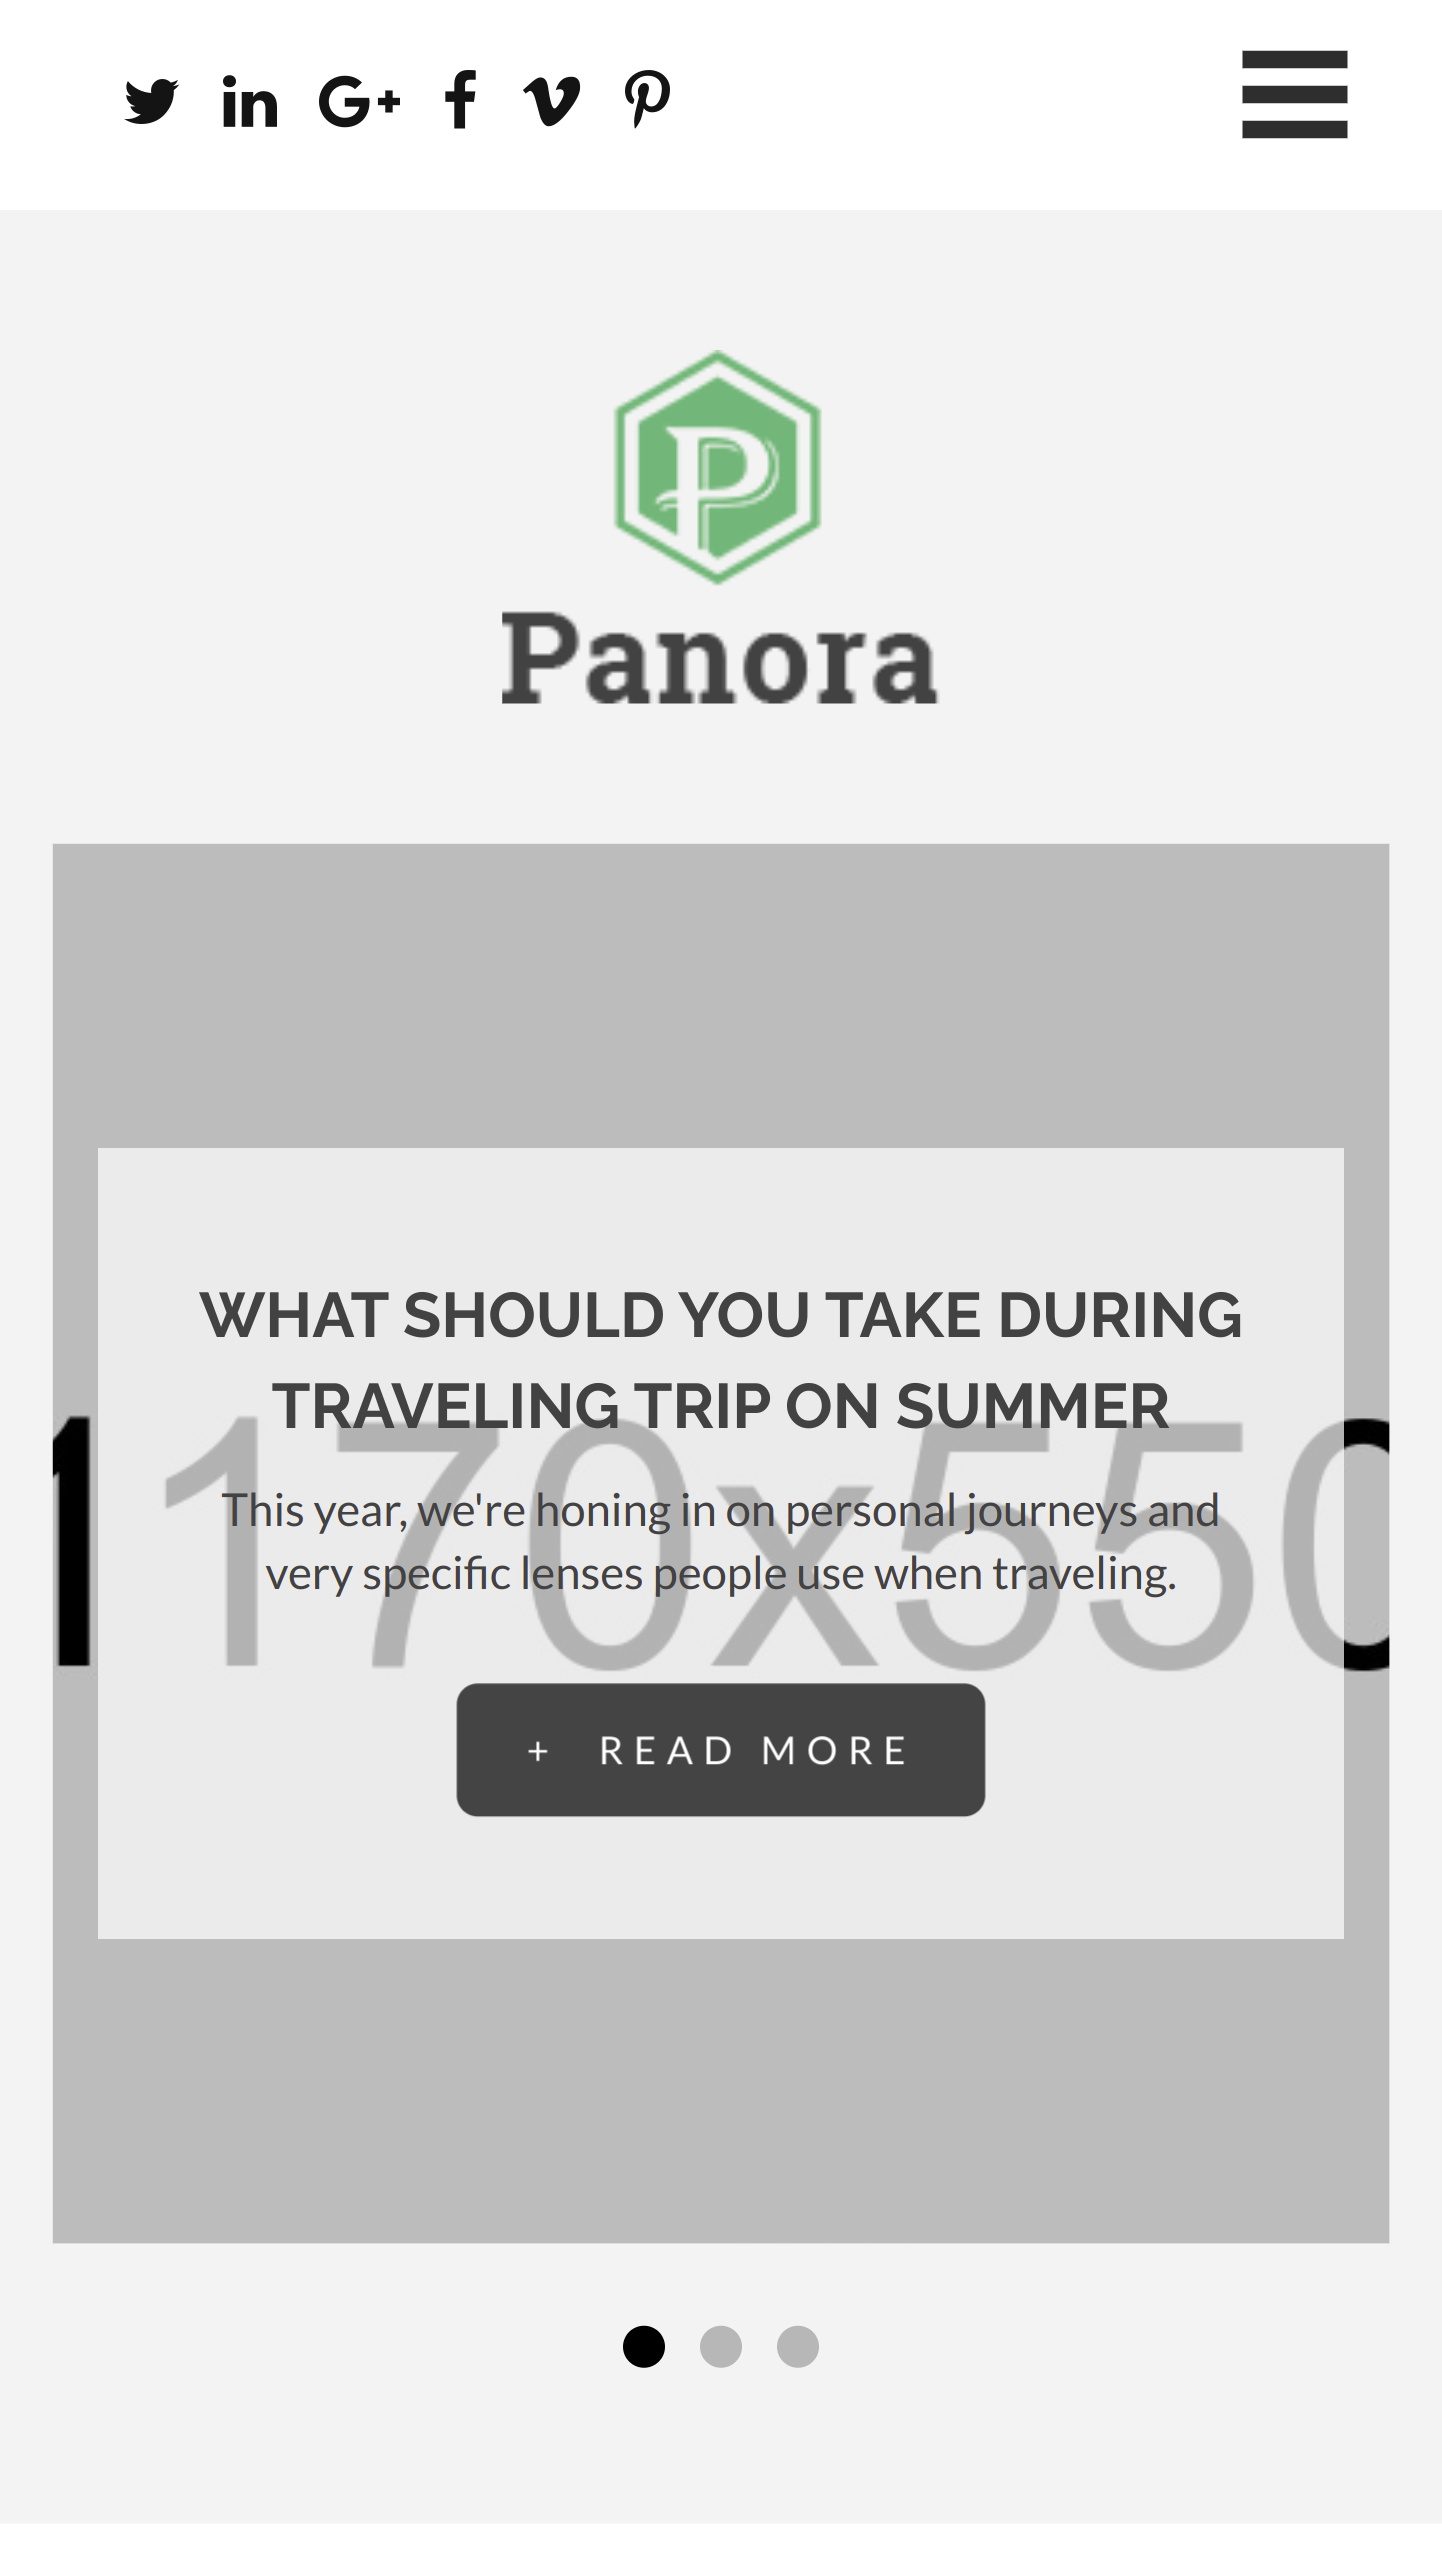 Panora
WHAT SHOULD YOU TAKE DURING
TRAVELING TRIP ON SUMMER
1170x550
This year, we're honing in on personal journeys and
very specific lenses people use when traveling.
+ READ MORE